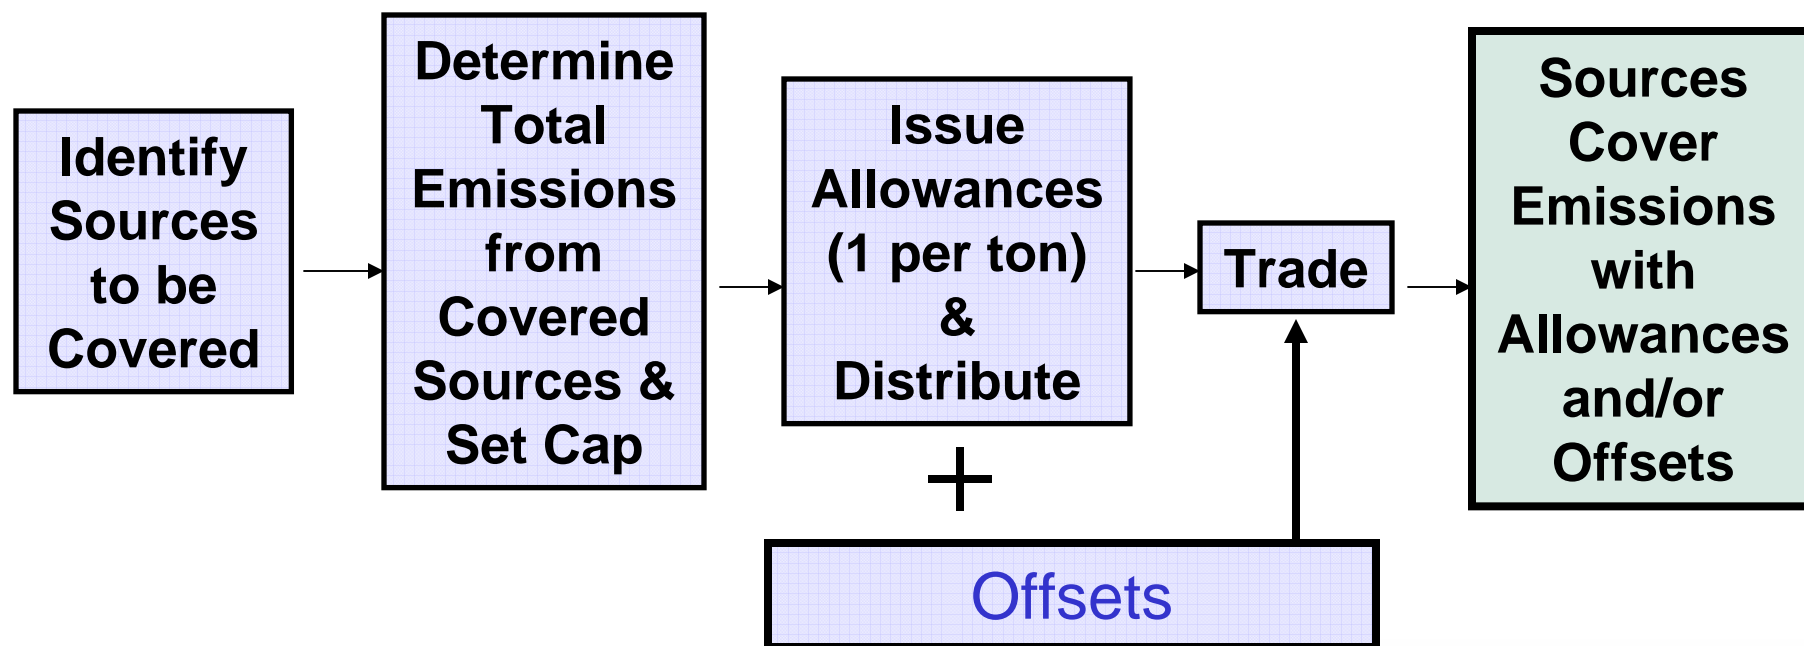 Identify
Sources
to be
Covered
Determine
Total
Emissions
from
Covered
Sources &
Set Cap
Issue
Allowances
(1 per ton)
&
Distribute
+
Offsets
Trade
Sources
Cover
Emissions
with
Allowances
and/or
Offsets